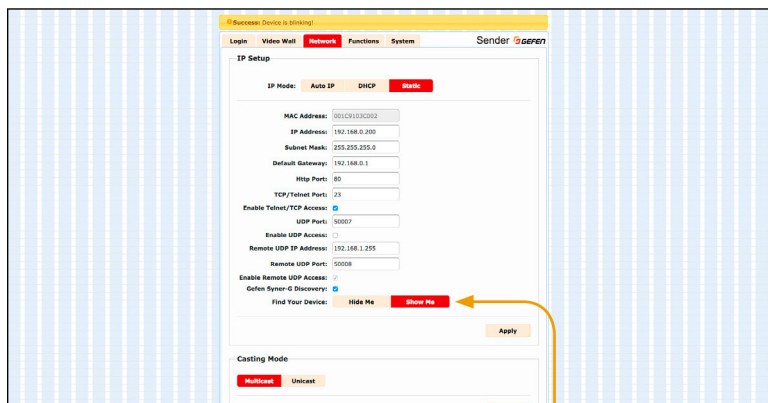 Success: Device is blinking!
Login Video Wall Network Functions System Sender Gefen
IP Setup
IP Mode: Auto IP DHCP Static
MAC Address: 001C9103C002
IP Address: 192.168.0.200
Subnet Mask: 255.255.255.0
Default Gateway: 192.168.0.1
Http Port: 80
TCP/Telnet Port: 23
Enable Telnet/TCP Access:
UDP Port: 50007
Enable UDP Access:
Remote UDP IP Address: 192.168.1.255
Remote UDP Port: 50008
Enable Remote UDP Access:
Gefen Syner-G Discovery:
Find Your Device: Hide Me Show Me
Apply
Casting Mode
Multicast Unicast